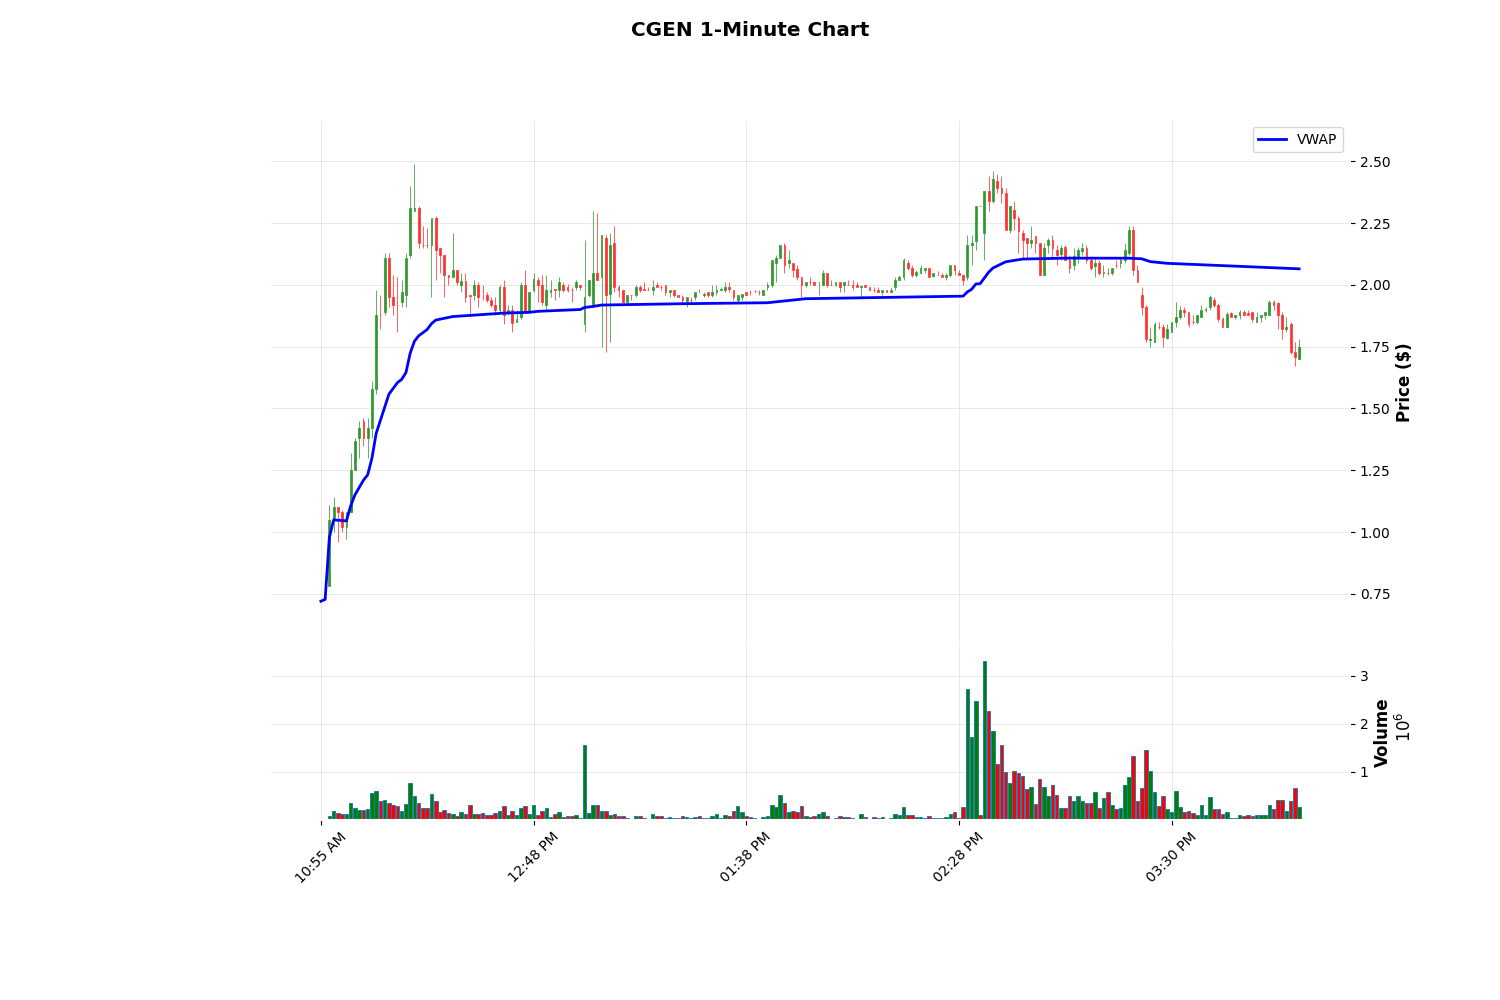 CGEN 1-Minute Chart
VWAP
2.50
2.25
2.00
1.75
1.50
1.25
1.00
0.75
Price ($)
3
2
1
Volume
10^6
10:55 AM
12:48 PM
01:38 PM
02:28 PM
03:30 PM